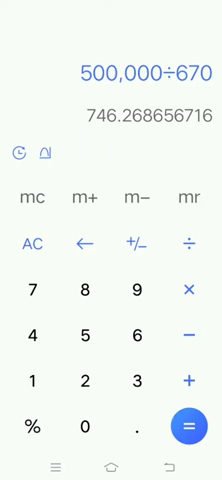 500,000÷670
746.268656716
mc m+ m− mr
AC ← +/− ÷
7 8 9 ×
4 5 6 −
1 2 3 +
% 0 . =